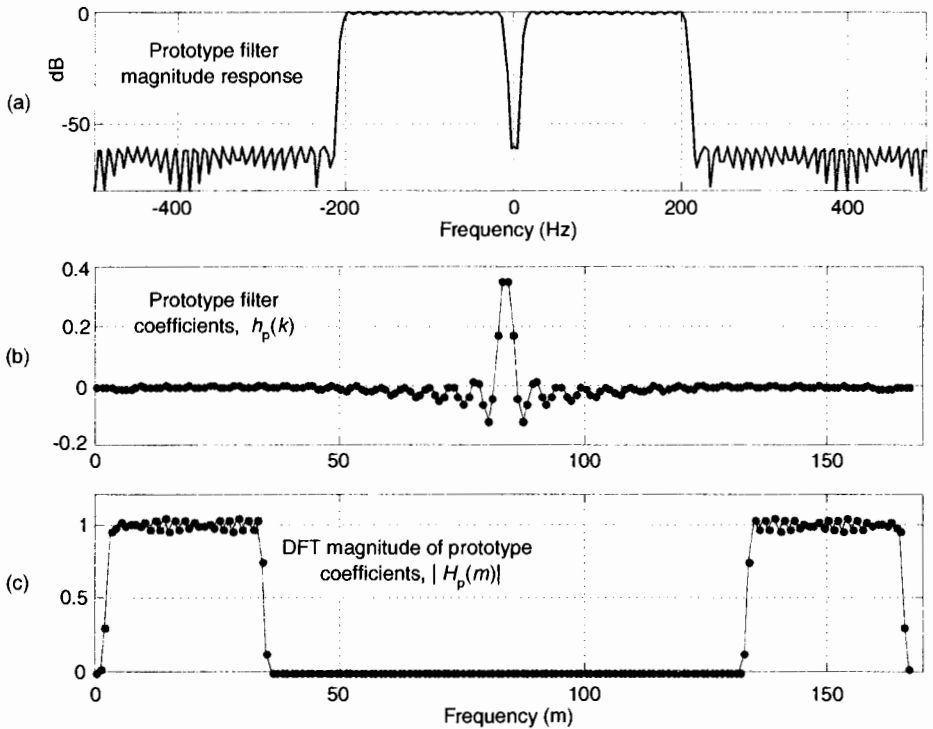 (a)
dB
0
-50
Prototype filter
magnitude response
-400
-200
0
200
400
Frequency (Hz)
(b)
0.4
0.2
0
-0.2
Prototype filter
coefficients, hp(k)
0
50
100
150
(c)
1
0.5
0
DFT magnitude of prototype
coefficients, | Hp(m)|
0
50
100
150
Frequency (m)